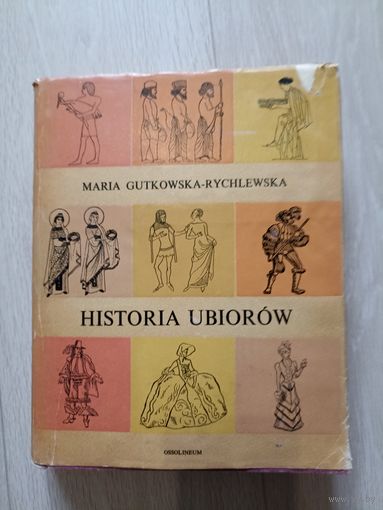 MARIA GUTKOWSKA-RYCHLEWSKA
HISTORIA UBIORÓW
OSSOLINEUM